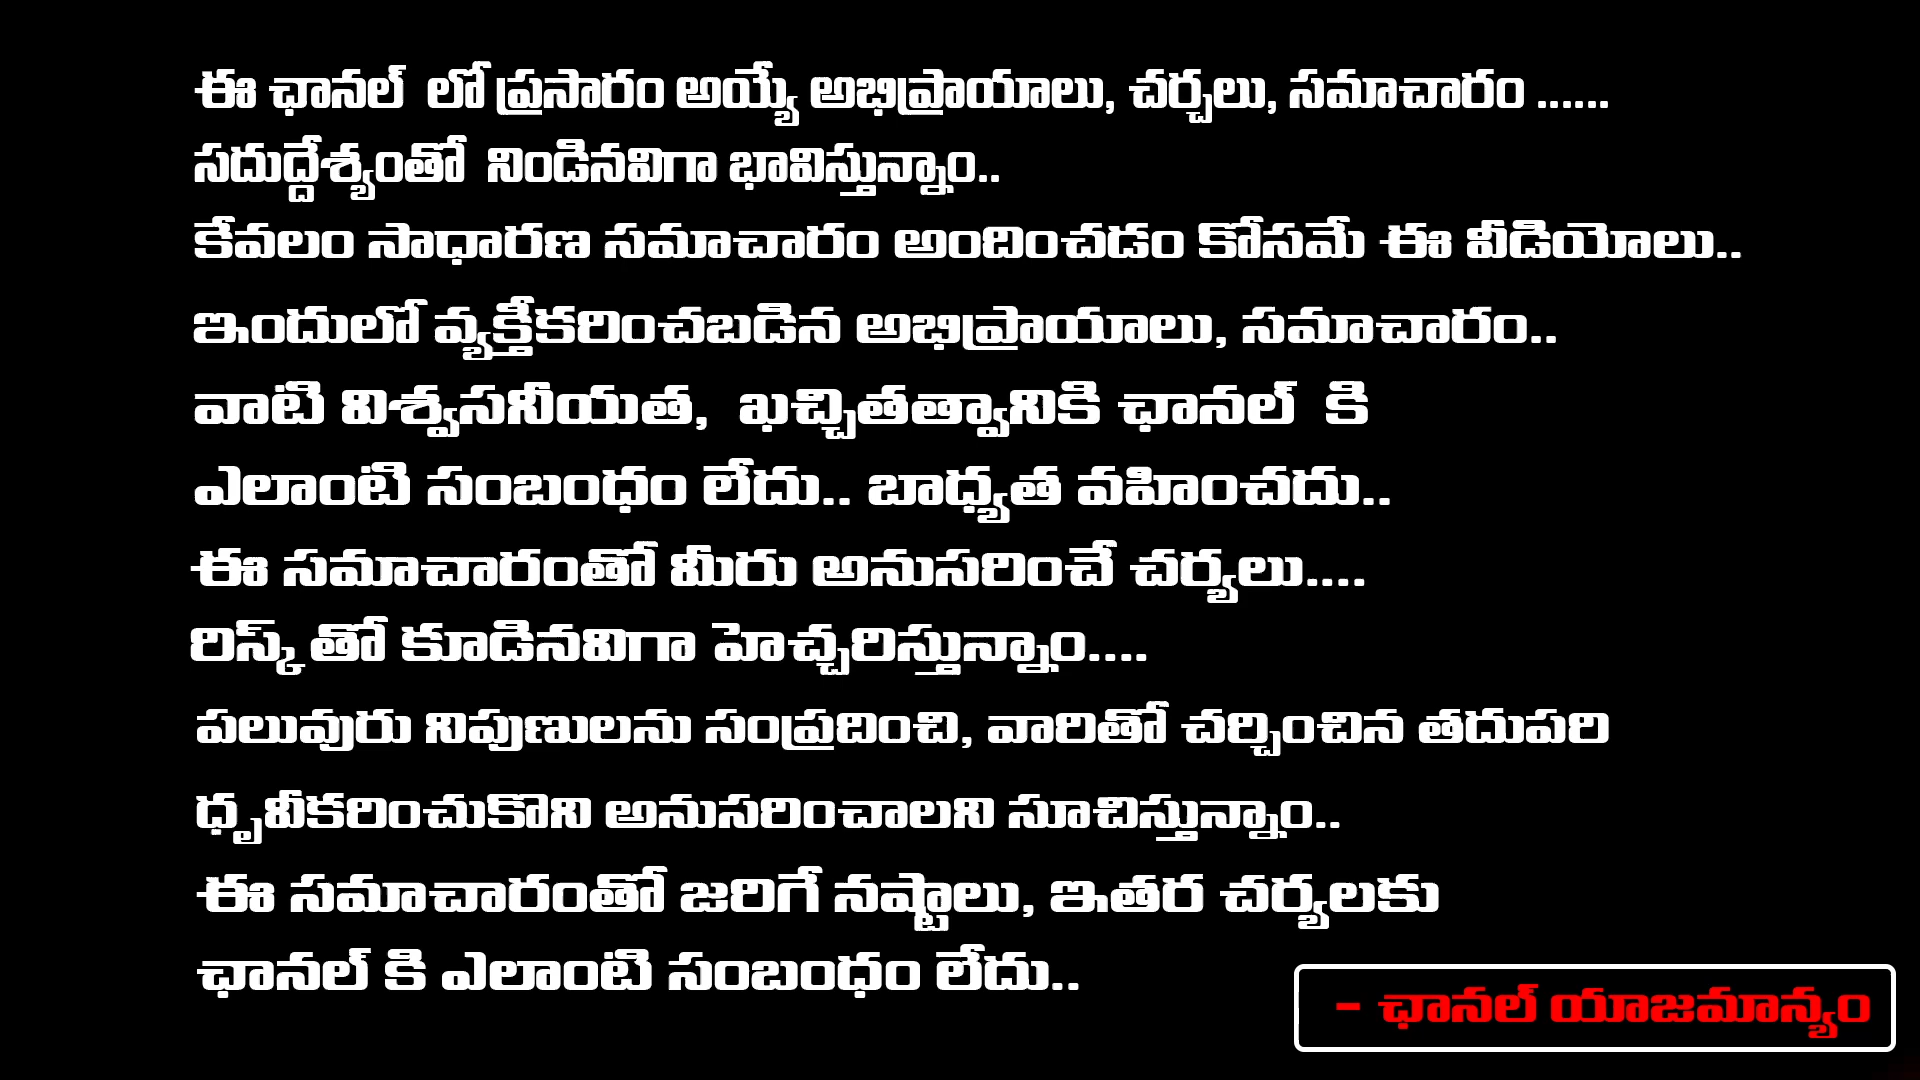 ఈ ఛానల్ లో ప్రసారం అయ్యే అభిప్రాయాలు, చర్చలు, సమాచారం ......
సదుద్దేశ్యంతో నిండినవిగా భావిస్తున్నాం..
కేవలం సాధారణ సమాచారం అందించడం కోసమే ఈ వీడియోలు..
ఇందులో వ్యక్తీకరించబడిన అభిప్రాయాలు, సమాచారం..
వాటి విశ్వసనీయత, ఖచ్చితత్వానికి ఛానల్ కి
ఎలాంటి సంబంధం లేదు.. బాధ్యత వహించదు..
ఈ సమాచారంతో మీరు అనుసరించే చర్యలు....
రిస్క్ తో కూడినవిగా హెచ్చరిస్తున్నాం....
పలువురు నిపుణులను సంప్రదించి, వారితో చర్చించిన తదుపరి
ధృవీకరించుకొని అనుసరించాలని సూచిస్తున్నాం..
ఈ సమాచారంతో జరిగే నష్టాలు, ఇతర చర్యలకు
ఛానల్ కి ఎలాంటి సంబంధం లేదు..
- ఛానల్ యాజమాన్యం